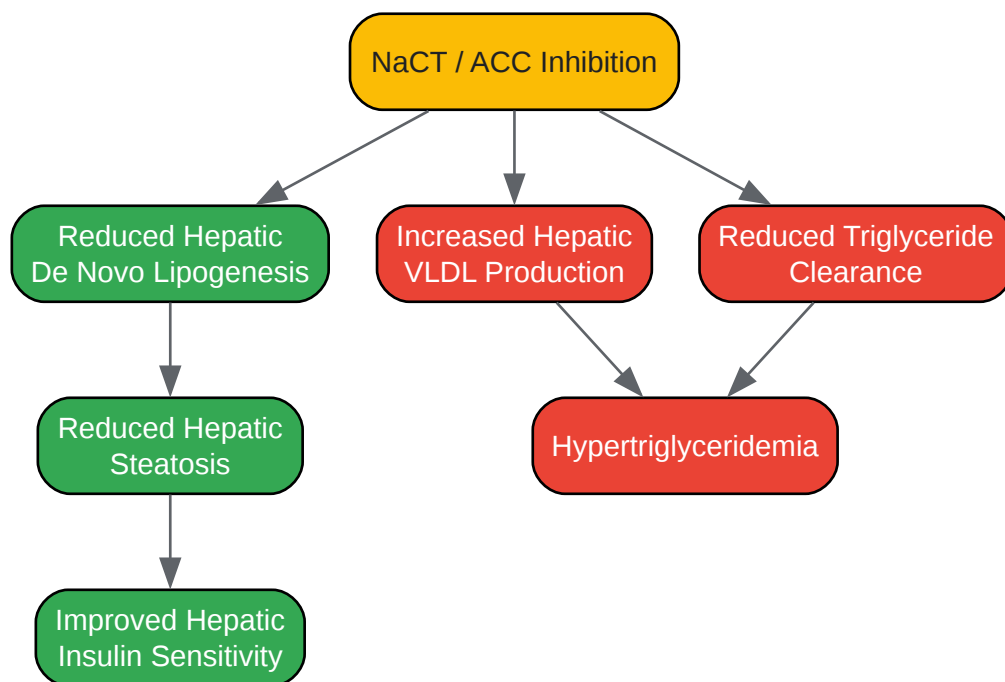 NaCT / ACC Inhibition
Reduced Hepatic
De Novo Lipogenesis
Increased Hepatic
VLDL Production
Reduced Triglyceride
Clearance
Reduced Hepatic
Steatosis
Hypertriglyceridemia
Improved Hepatic
Insulin Sensitivity